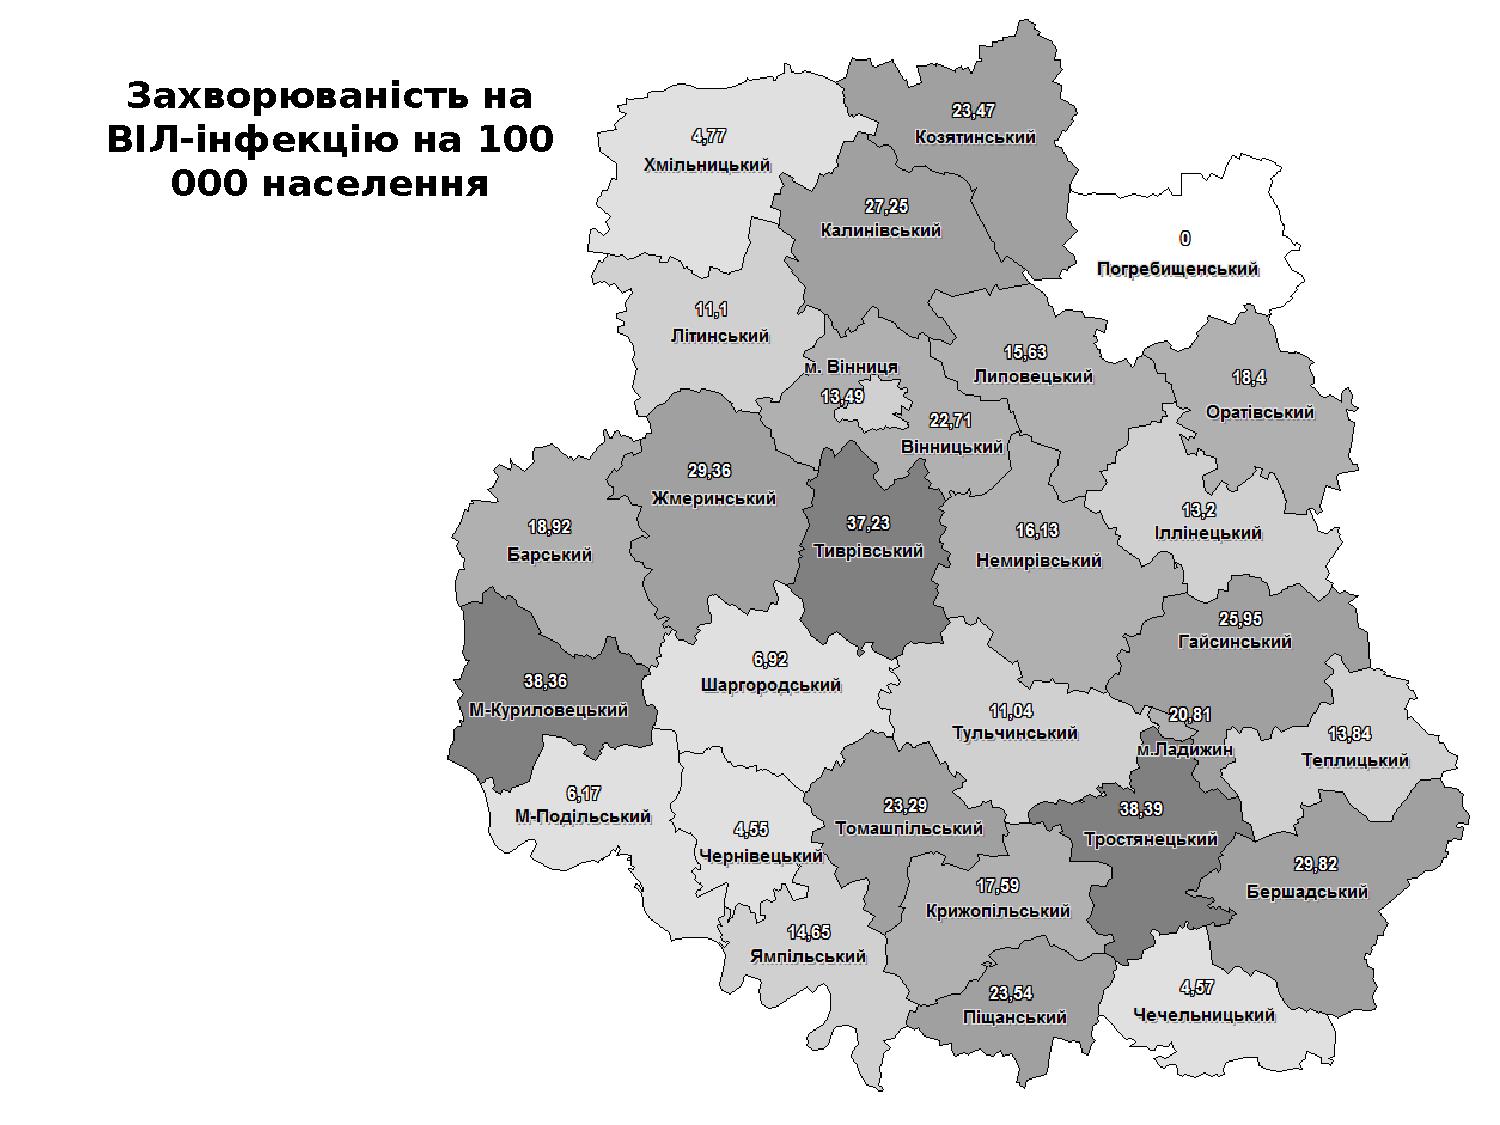 Захворюваність на
ВІЛ-інфекцію на 100
000 населення
23,47
Козятинський
4,77
Хмільницький
27,25
Калинівський
0
Погребищенський
11,1
Літинський
15,63
Липовецький
м. Вінниця
13,49
18,4
Оратівський
22,71
Вінницький
29,36
Жмеринський
18,92
Барський
37,23
Тиврівський
16,13
Немирівський
13,2
Іллінецький
25,95
Гайсинський
6,92
Шаргородський
38,36
М-Куриловецький
11,04
Тульчинський
20,81
м.Ладижин
13,84
Теплицький
6,17
М-Подільський
4,55
Чернівецький
23,29
Томашпільський
38,39
Тростянецький
29,82
Бершадський
17,59
Крижопільський
14,65
Ямпільський
23,54
Піщанський
4,57
Чечельницький